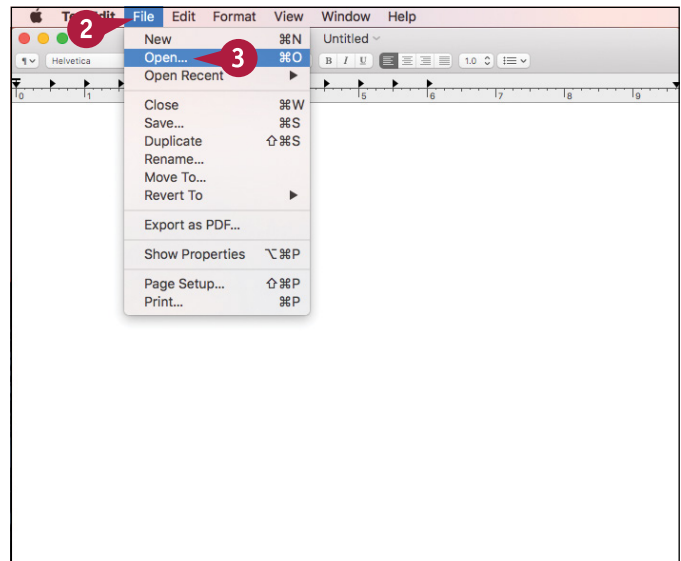 2 File Edit Format View Window Help
Untitled
Helvetica B I U 1.0
0 1 5 6 7 8 9
New ⌘N
Open... 3 ⌘O
Open Recent
Close ⌘W
Save... ⌘S
Duplicate ⇧⌘S
Rename...
Move To...
Revert To
Export as PDF...
Show Properties ⌥⌘P
Page Setup... ⇧⌘P
Print... ⌘P